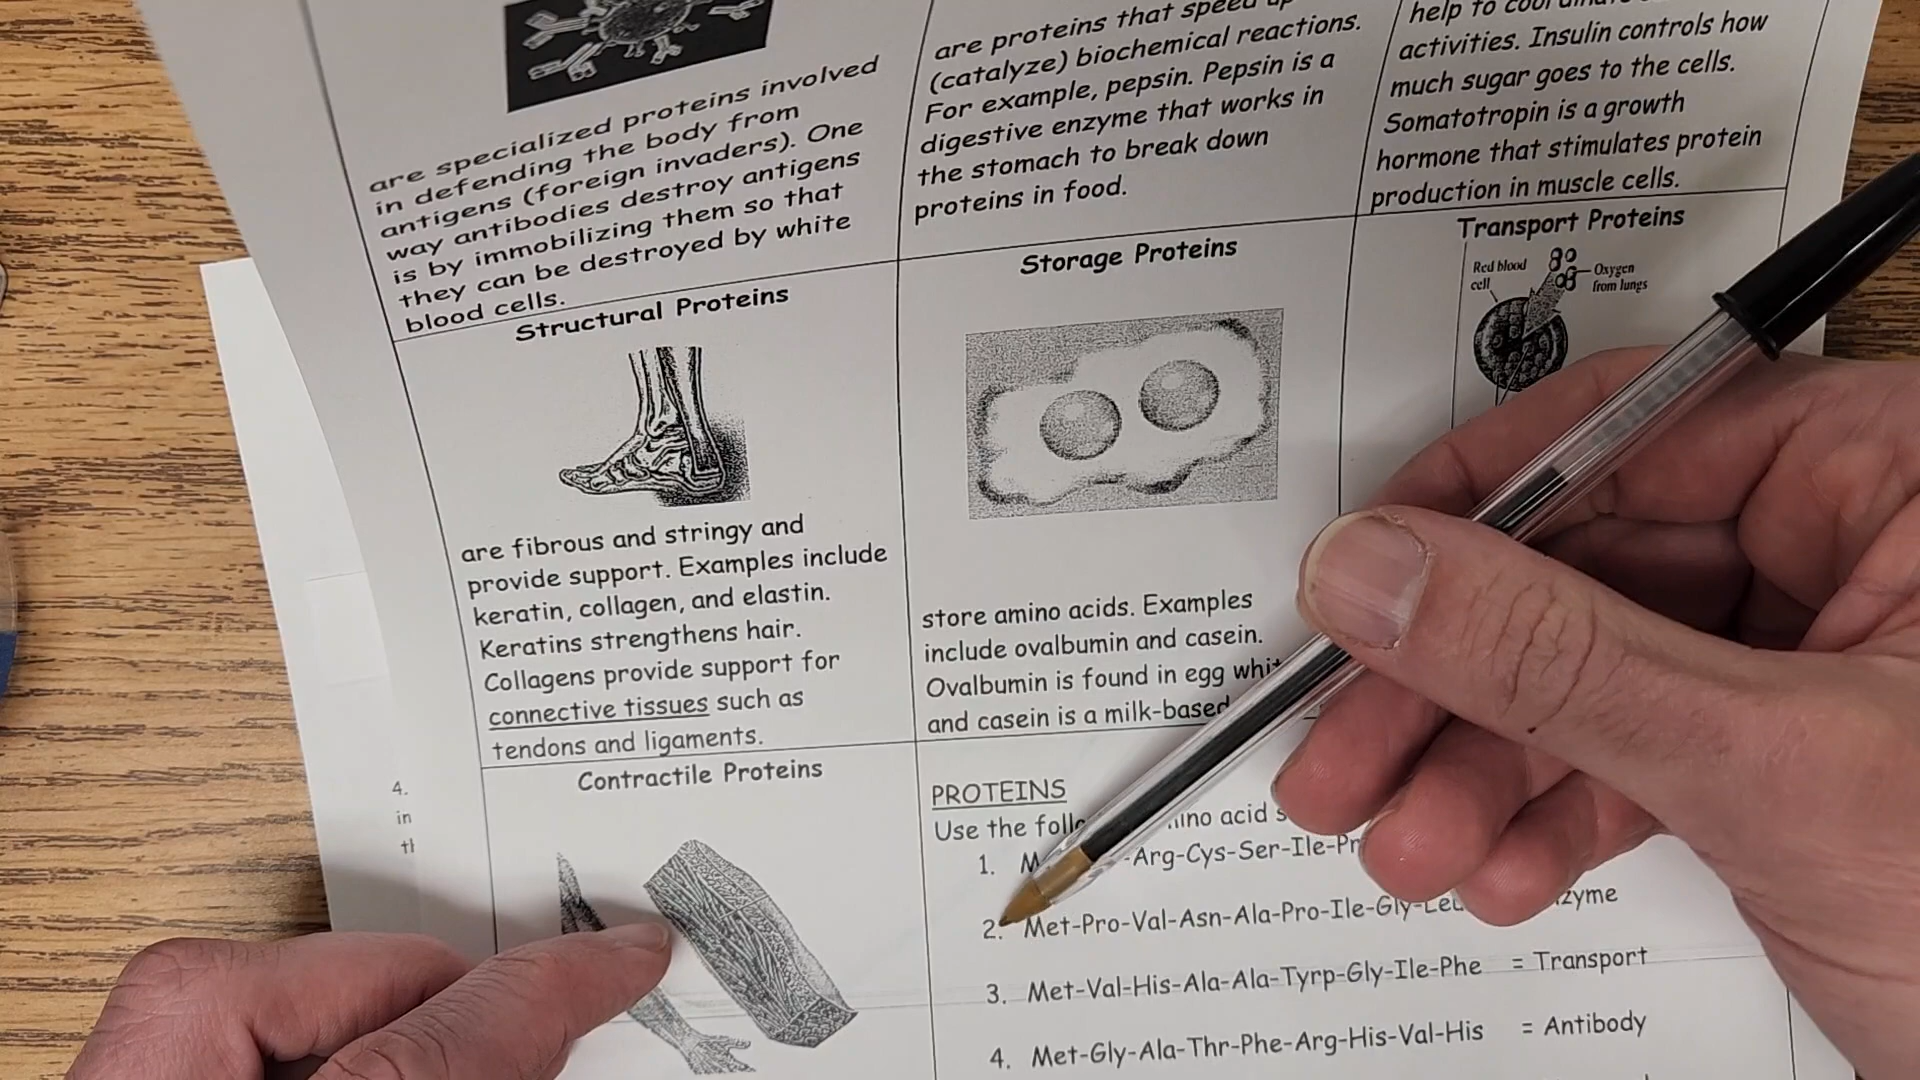 are specialized proteins involved
in defending the body from
antigens (foreign invaders). One
way antibodies destroy antigens
is by immobilizing them so that
they can be destroyed by white
blood cells.
are proteins that speed up
(catalyze) biochemical reactions.
For example, pepsin. Pepsin is a
digestive enzyme that works in
the stomach to break down
proteins in food.
help to
activities. Insulin controls how
much sugar goes to the cells.
Somatotropin is a growth
hormone that stimulates protein
production in muscle cells.
Structural Proteins
are fibrous and stringy and
provide support. Examples include
keratin, collagen, and elastin.
Keratins strengthens hair.
Collagens provide support for
connective tissues such as
tendons and ligaments.
Storage Proteins
store amino acids. Examples
include ovalbumin and casein.
Ovalbumin is found in egg
and casein is a milk-based
Transport Proteins
Red blood
cell
Oxygen
from lungs
Contractile Proteins
PROTEINS
Use the acid
1. -Arg-Cys-Ser-Ile-
2. Met-Pro-Val-Asn-Ala-Pro-Ile-Gly-
3. Met-Val-His-Ala-Ala-Tyrp-Gly-Ile-Phe = Transport
4. Met-Gly-Ala-Thr-Phe-Arg-His-Val-His = Antibody
4.
in